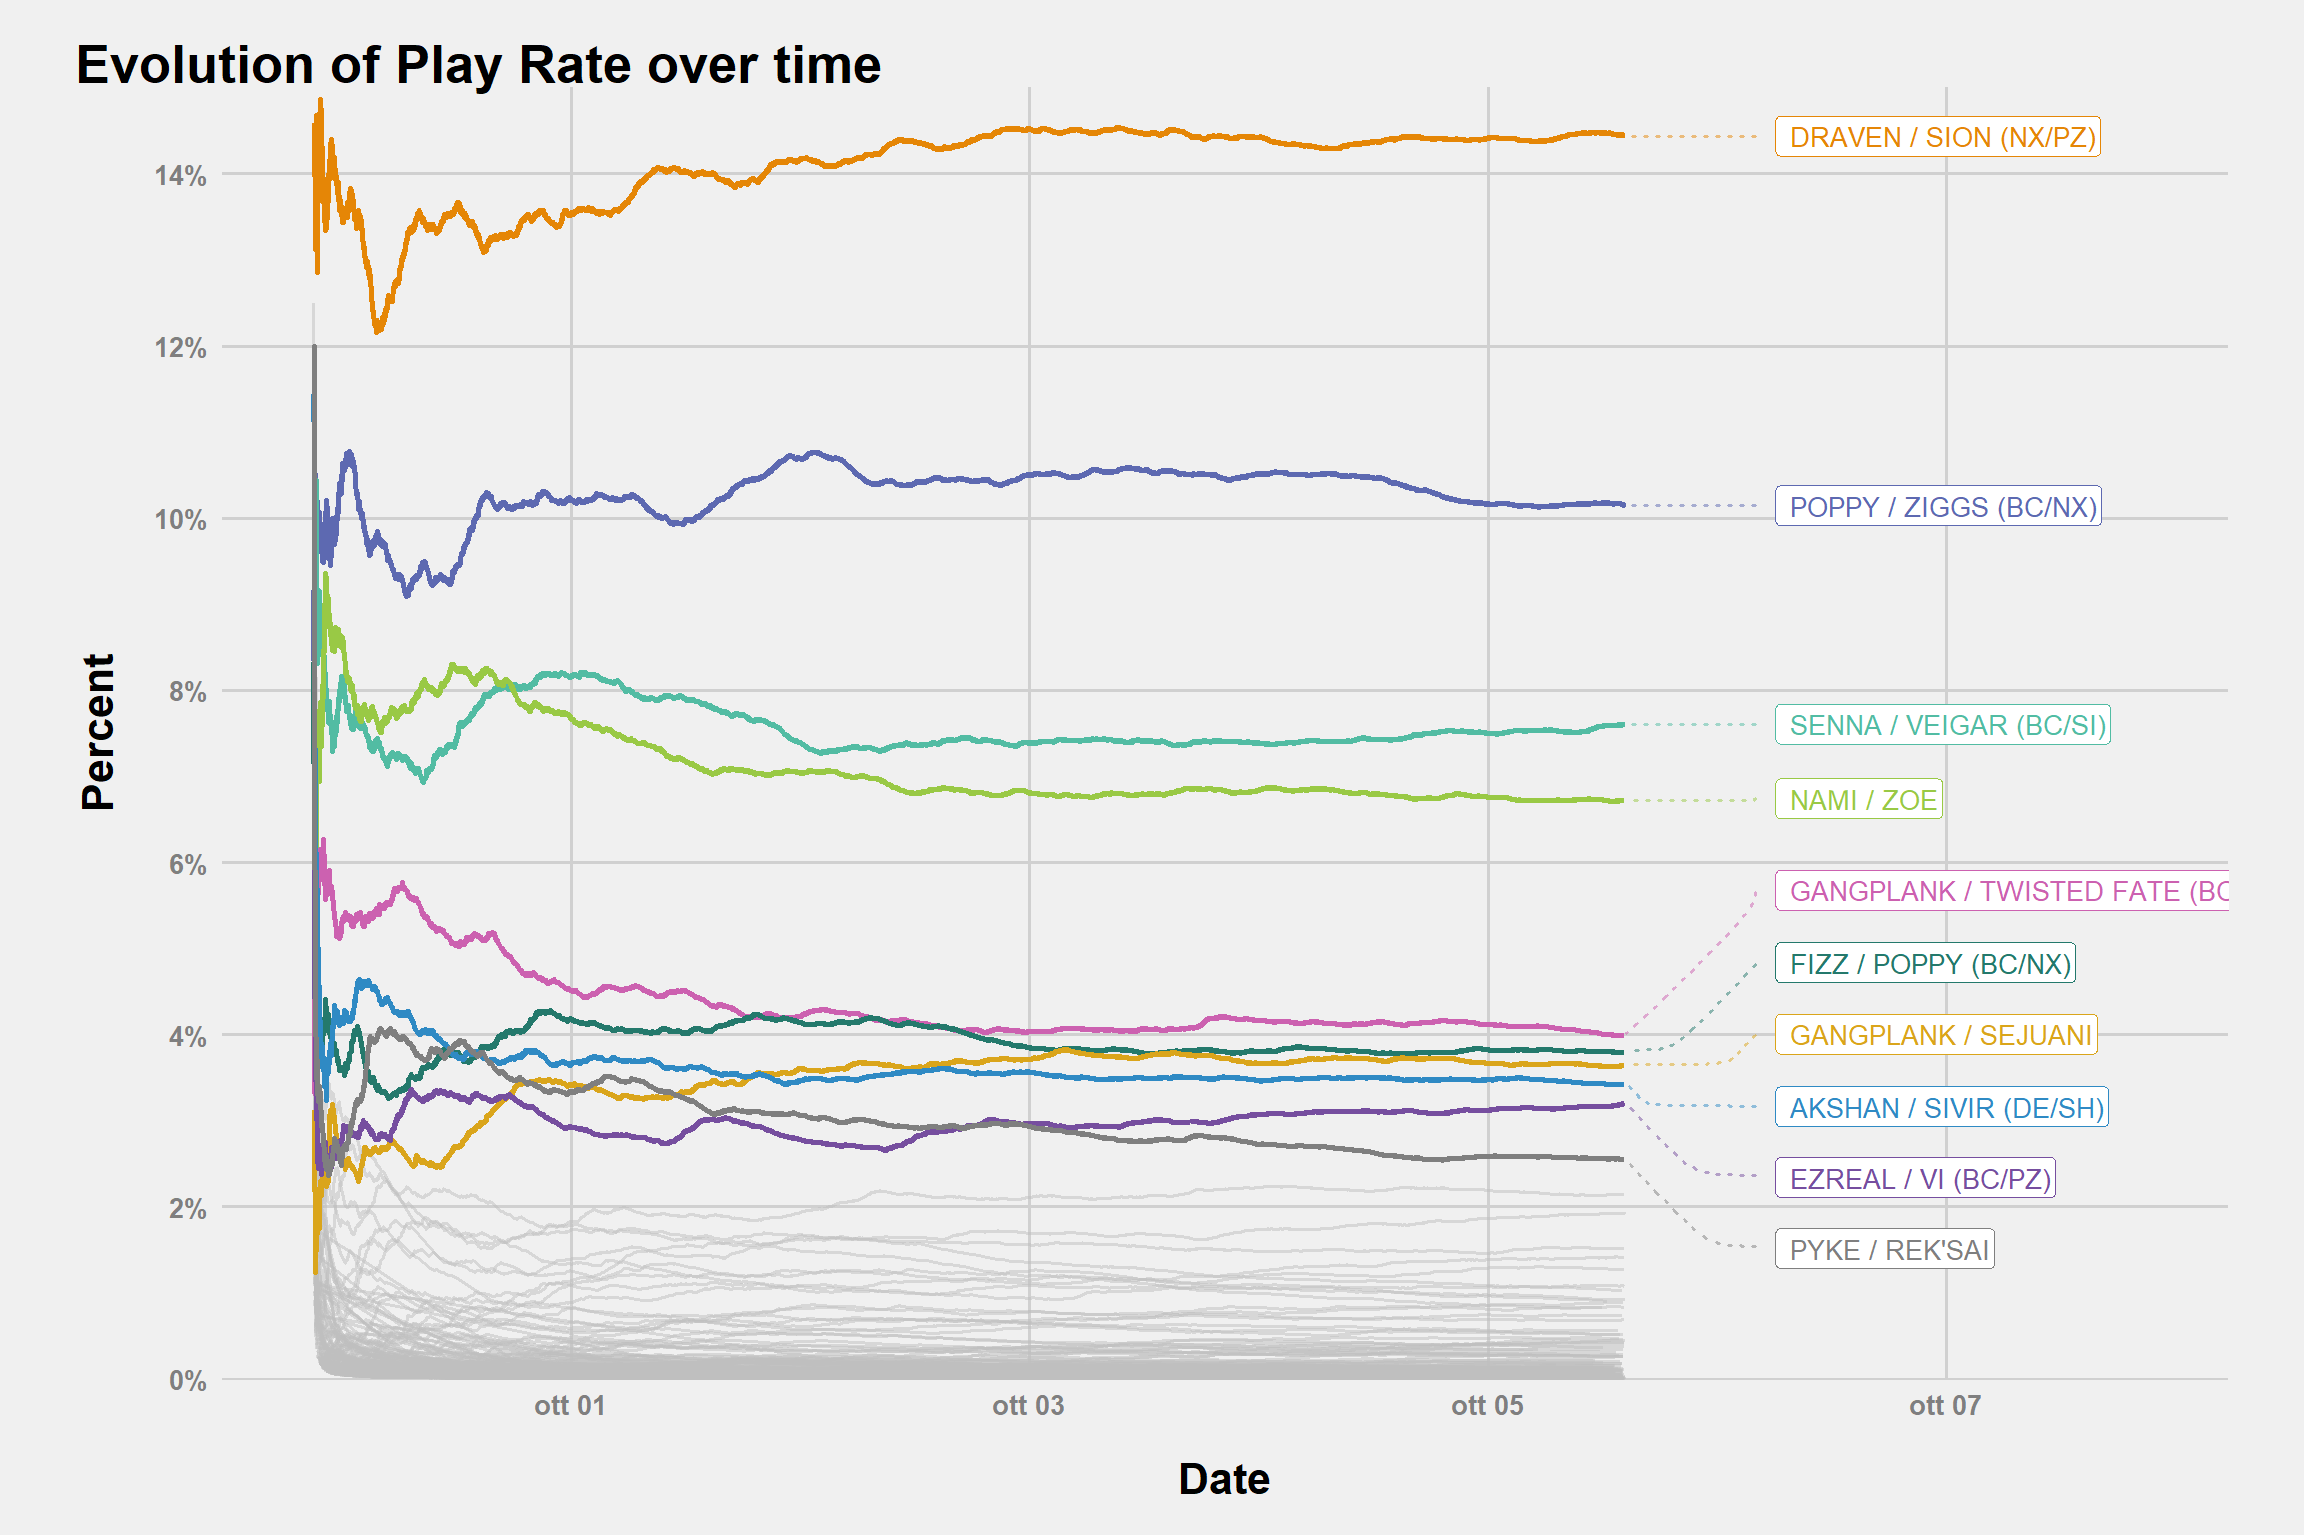 Evolution of Play Rate over time
Percent
14%
12%
10%
8%
6%
4%
2%
0%
DRAVEN / SION (NX/PZ)
POPPY / ZIGGS (BC/NX)
SENNA / VEIGAR (BC/SI)
NAMI / ZOE
GANGPLANK / TWISTED FATE (BC
FIZZ / POPPY (BC/NX)
GANGPLANK / SEJUANI
AKSHAN / SIVIR (DE/SH)
EZREAL / VI (BC/PZ)
PYKE / REK'SAI
ott 01
ott 03
ott 05
ott 07
Date